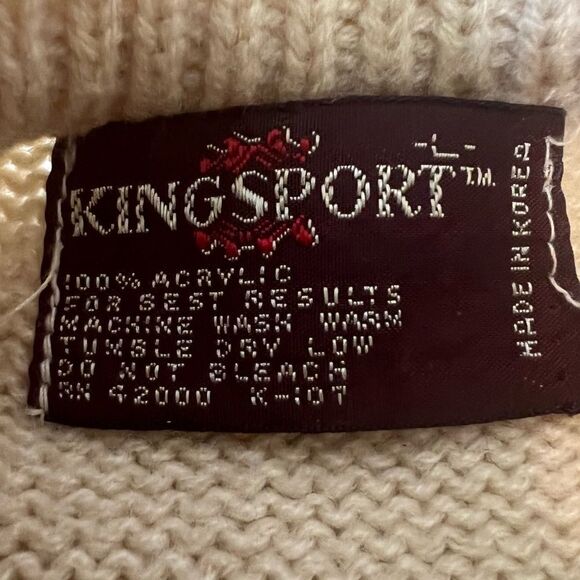 -L-
KINGSPORT T.M.
100% ACRYLIC
FOR BEST RESULTS
MACHINE WASH WARM
TUMBLE DRY LOW
DO NOT BLEACH
RN 42000 K-107
MADE IN KOREA